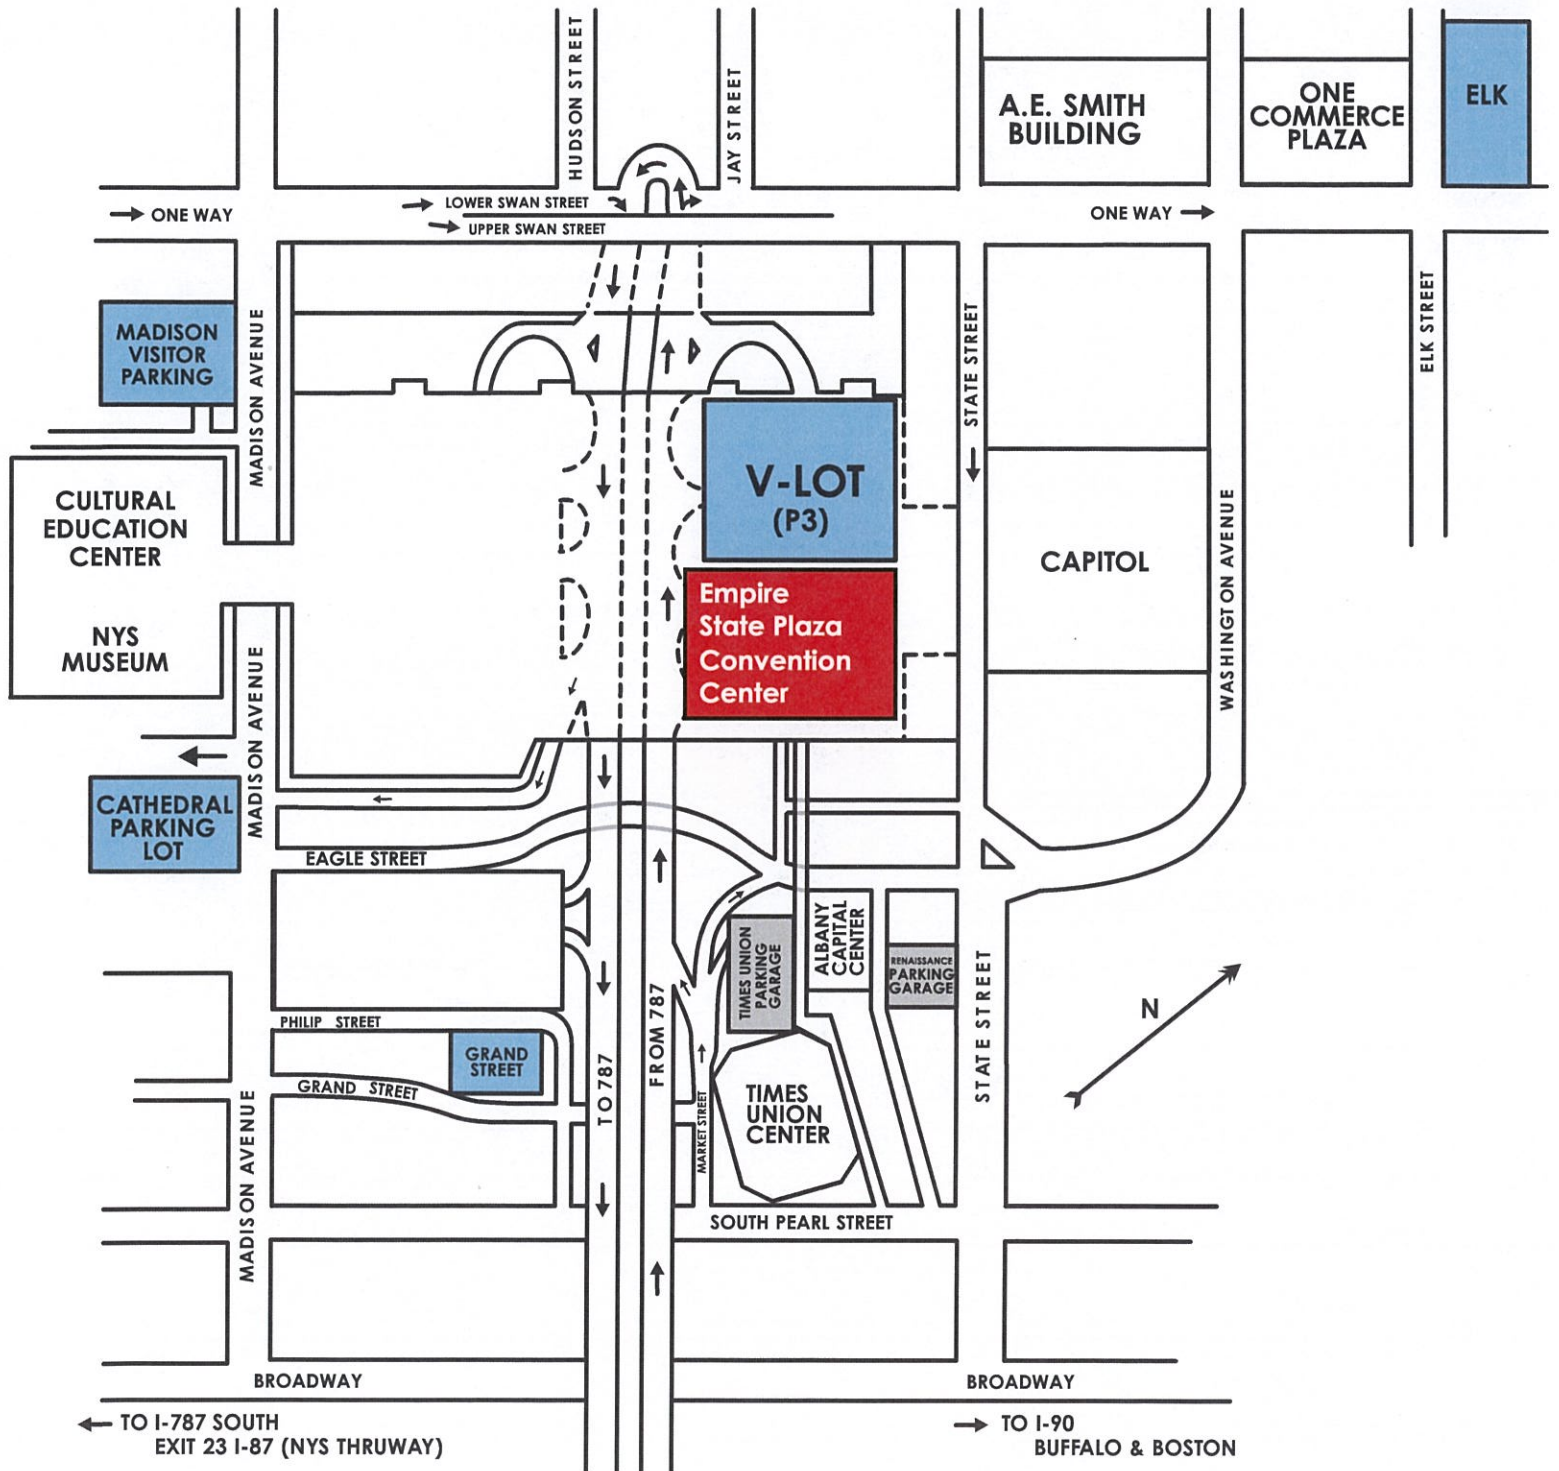 HUDSON STREET
JAY STREET
A.E. SMITH
BUILDING
ONE
COMMERCE
PLAZA
ELK
ONE WAY
LOWER SWAN STREET
UPPER SWAN STREET
ONE WAY
MADISON
VISITOR
PARKING
MADISON AVENUE
STATE STREET
ELK STREET
V-LOT
(P3)
CULTURAL
EDUCATION
CENTER
NYS
MUSEUM
CAPITOL
WASHINGTON AVENUE
Empire
State Plaza
Convention
Center
MADISON AVENUE
CATHEDRAL
PARKING
LOT
EAGLE STREET
TIMES UNION
PARKING
GARAGE
ALBANY
CAPITAL
CENTER
RENAISSANCE
PARKING
GARAGE
STATE STREET
N
PHILIP STREET
GRAND
STREET
GRAND STREET
TO 787
FROM 787
MARKET STREET
TIMES
UNION
CENTER
MADISON AVENUE
SOUTH PEARL STREET
BROADWAY
BROADWAY
TO I-787 SOUTH
EXIT 23 I-87 (NYS THRUWAY)
TO I-90
BUFFALO & BOSTON